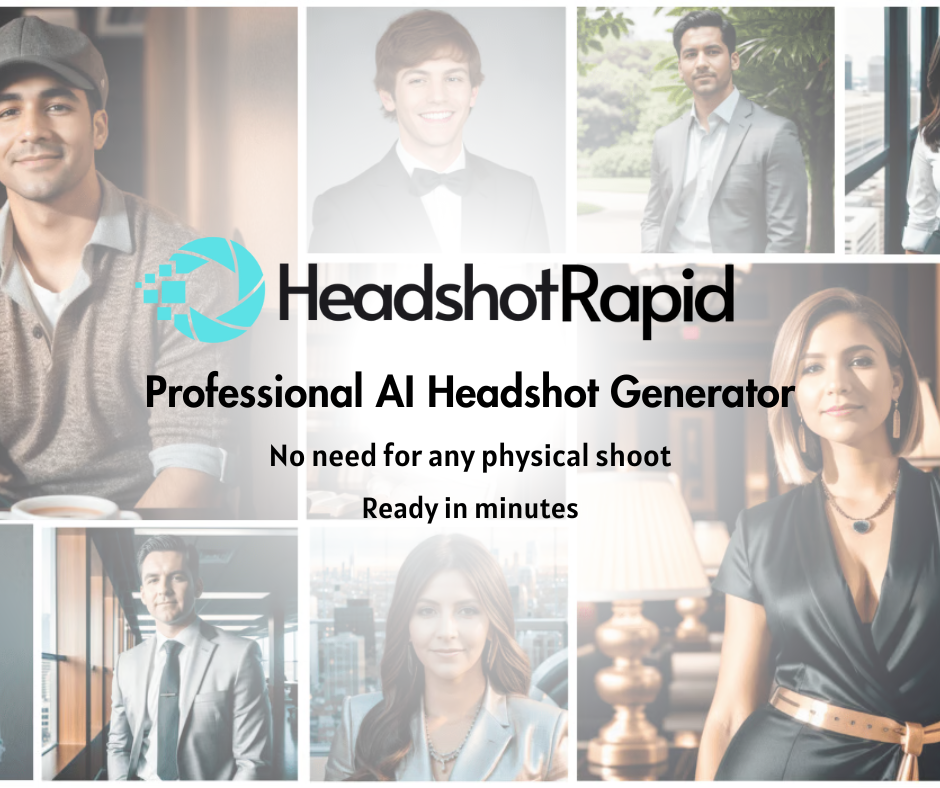 HeadshotRapid
Professional AI Headshot Generator
No need for any physical shoot
Ready in minutes